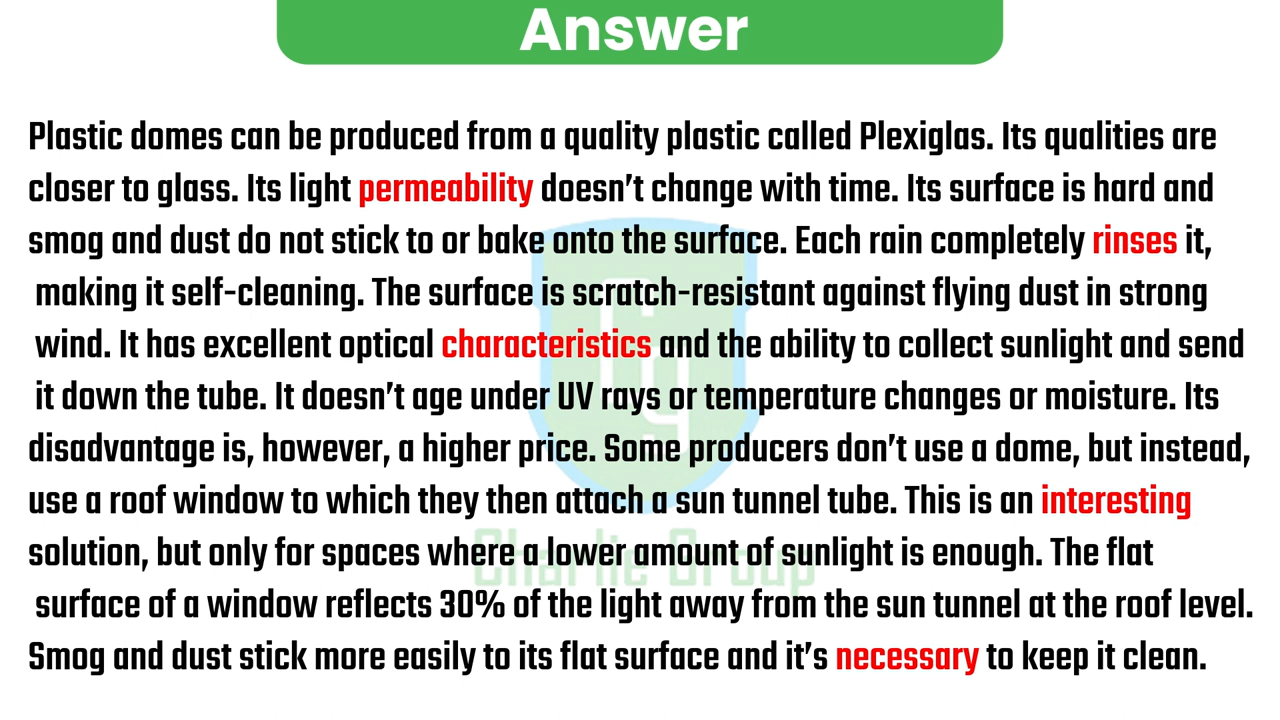 Answer
Plastic domes can be produced from a quality plastic called Plexiglas. Its qualities are
closer to glass. Its light permeability doesn't change with time. Its surface is hard and
smog and dust do not stick to or bake onto the surface. Each rain completely rinses it,
making it self-cleaning. The surface is scratch-resistant against flying dust in strong
wind. It has excellent optical characteristics and the ability to collect sunlight and send
it down the tube. It doesn't age under UV rays or temperature changes or moisture. Its
disadvantage is, however, a higher price. Some producers don't use a dome, but instead,
use a roof window to which they then attach a sun tunnel tube. This is an interesting
solution, but only for spaces where a lower amount of sunlight is enough. The flat
Charlie Group
surface of a window reflects 30% of the light away from the sun tunnel at the roof level.
Smog and dust stick more easily to its flat surface and it's necessary to keep it clean.